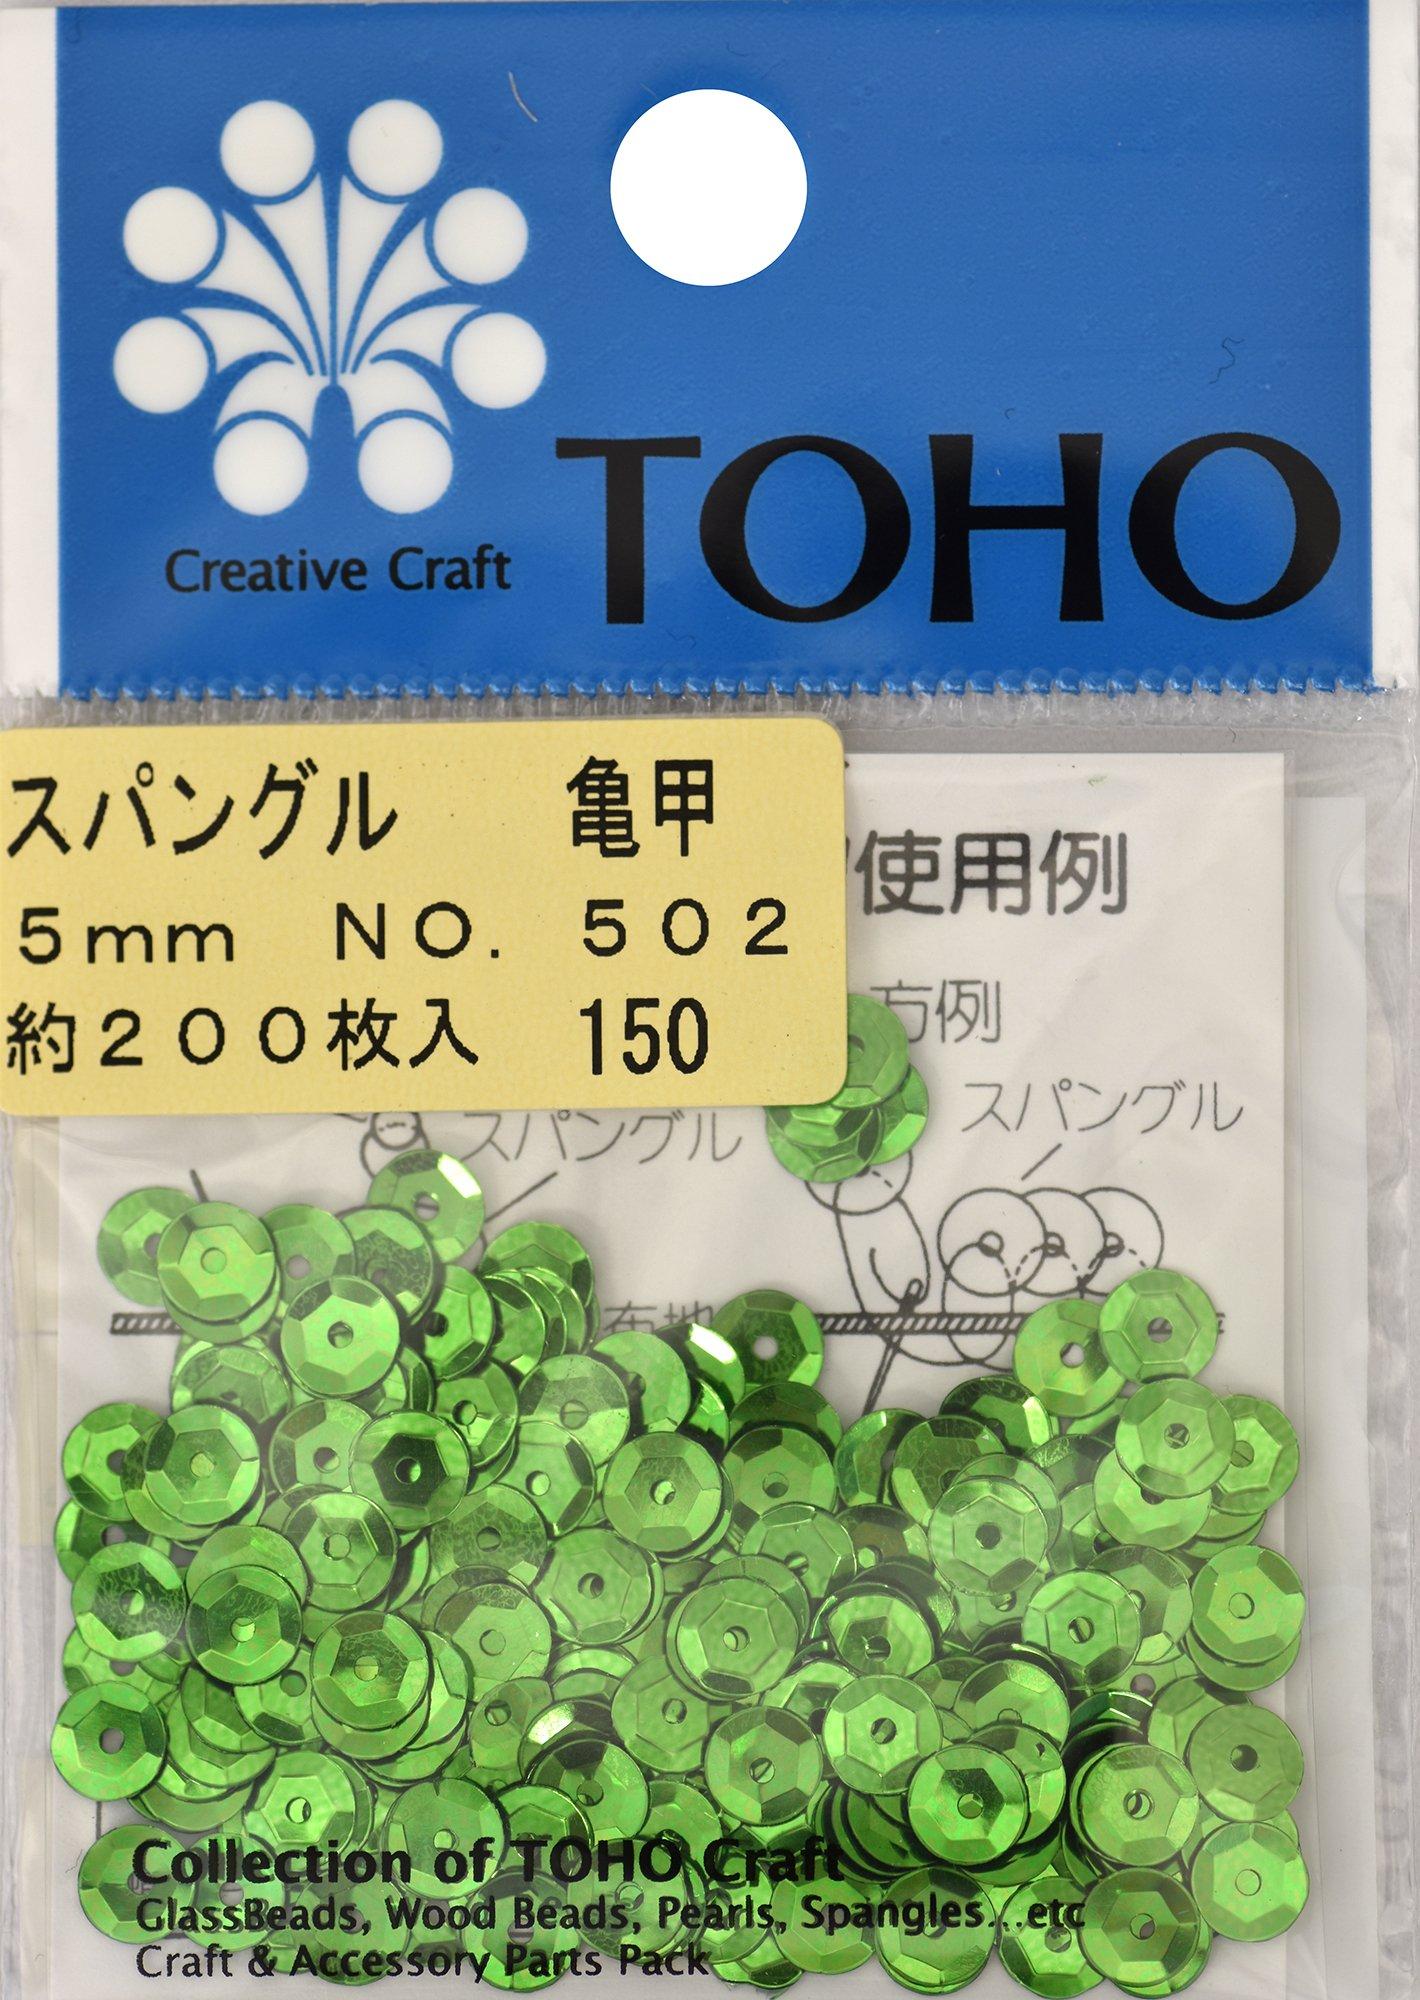 TOHO
Creative Craft
スパングル 亀甲
5mm NO. 502
約200枚入 150
使用例
方例
スパングル
スパングル
布地
Collection of TOHO Craft
GlassBeads, Wood Beads, Pearls, Spangles...etc
Craft & Accessory Parts Pack